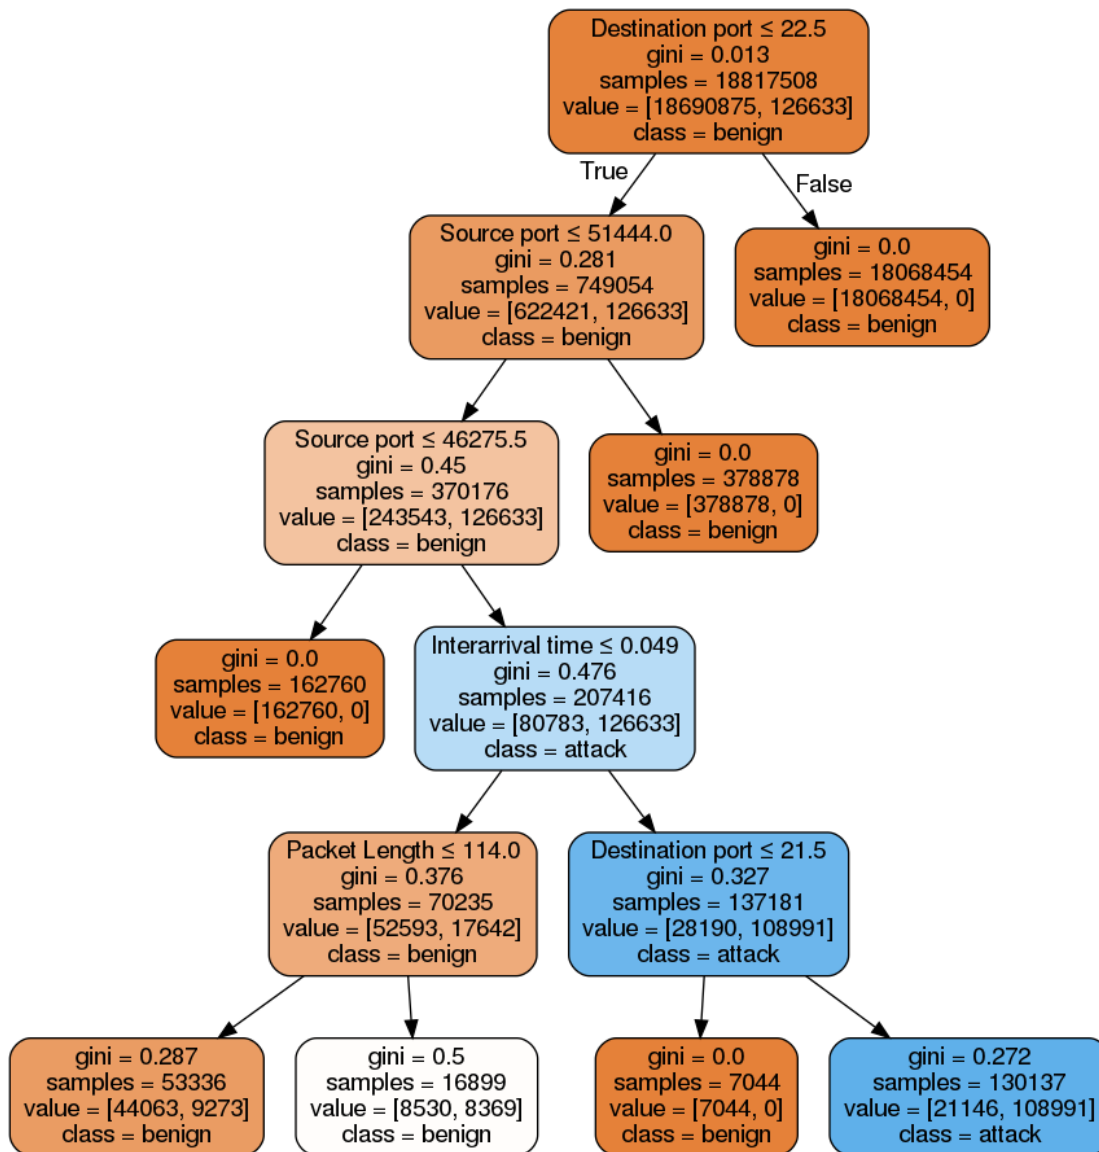 Destination port ≤ 22.5
gini = 0.013
samples = 18817508
value = [18690875, 126633]
class = benign
True
False
Source port ≤ 51444.0
gini = 0.281
samples = 749054
value = [622421, 126633]
class = benign
gini = 0.0
samples = 18068454
value = [18068454, 0]
class = benign
Source port ≤ 46275.5
gini = 0.45
samples = 370176
value = [243543, 126633]
class = benign
gini = 0.0
samples = 378878
value = [378878, 0]
class = benign
gini = 0.0
samples = 162760
value = [162760, 0]
class = benign
Interarrival time ≤ 0.049
gini = 0.476
samples = 207416
value = [80783, 126633]
class = attack
Packet Length ≤ 114.0
gini = 0.376
samples = 70235
value = [52593, 17642]
class = benign
Destination port ≤ 21.5
gini = 0.327
samples = 137181
value = [28190, 108991]
class = attack
gini = 0.287
samples = 53336
value = [44063, 9273]
class = benign
gini = 0.5
samples = 16899
value = [8530, 8369]
class = benign
gini = 0.0
samples = 7044
value = [7044, 0]
class = benign
gini = 0.272
samples = 130137
value = [21146, 108991]
class = attack